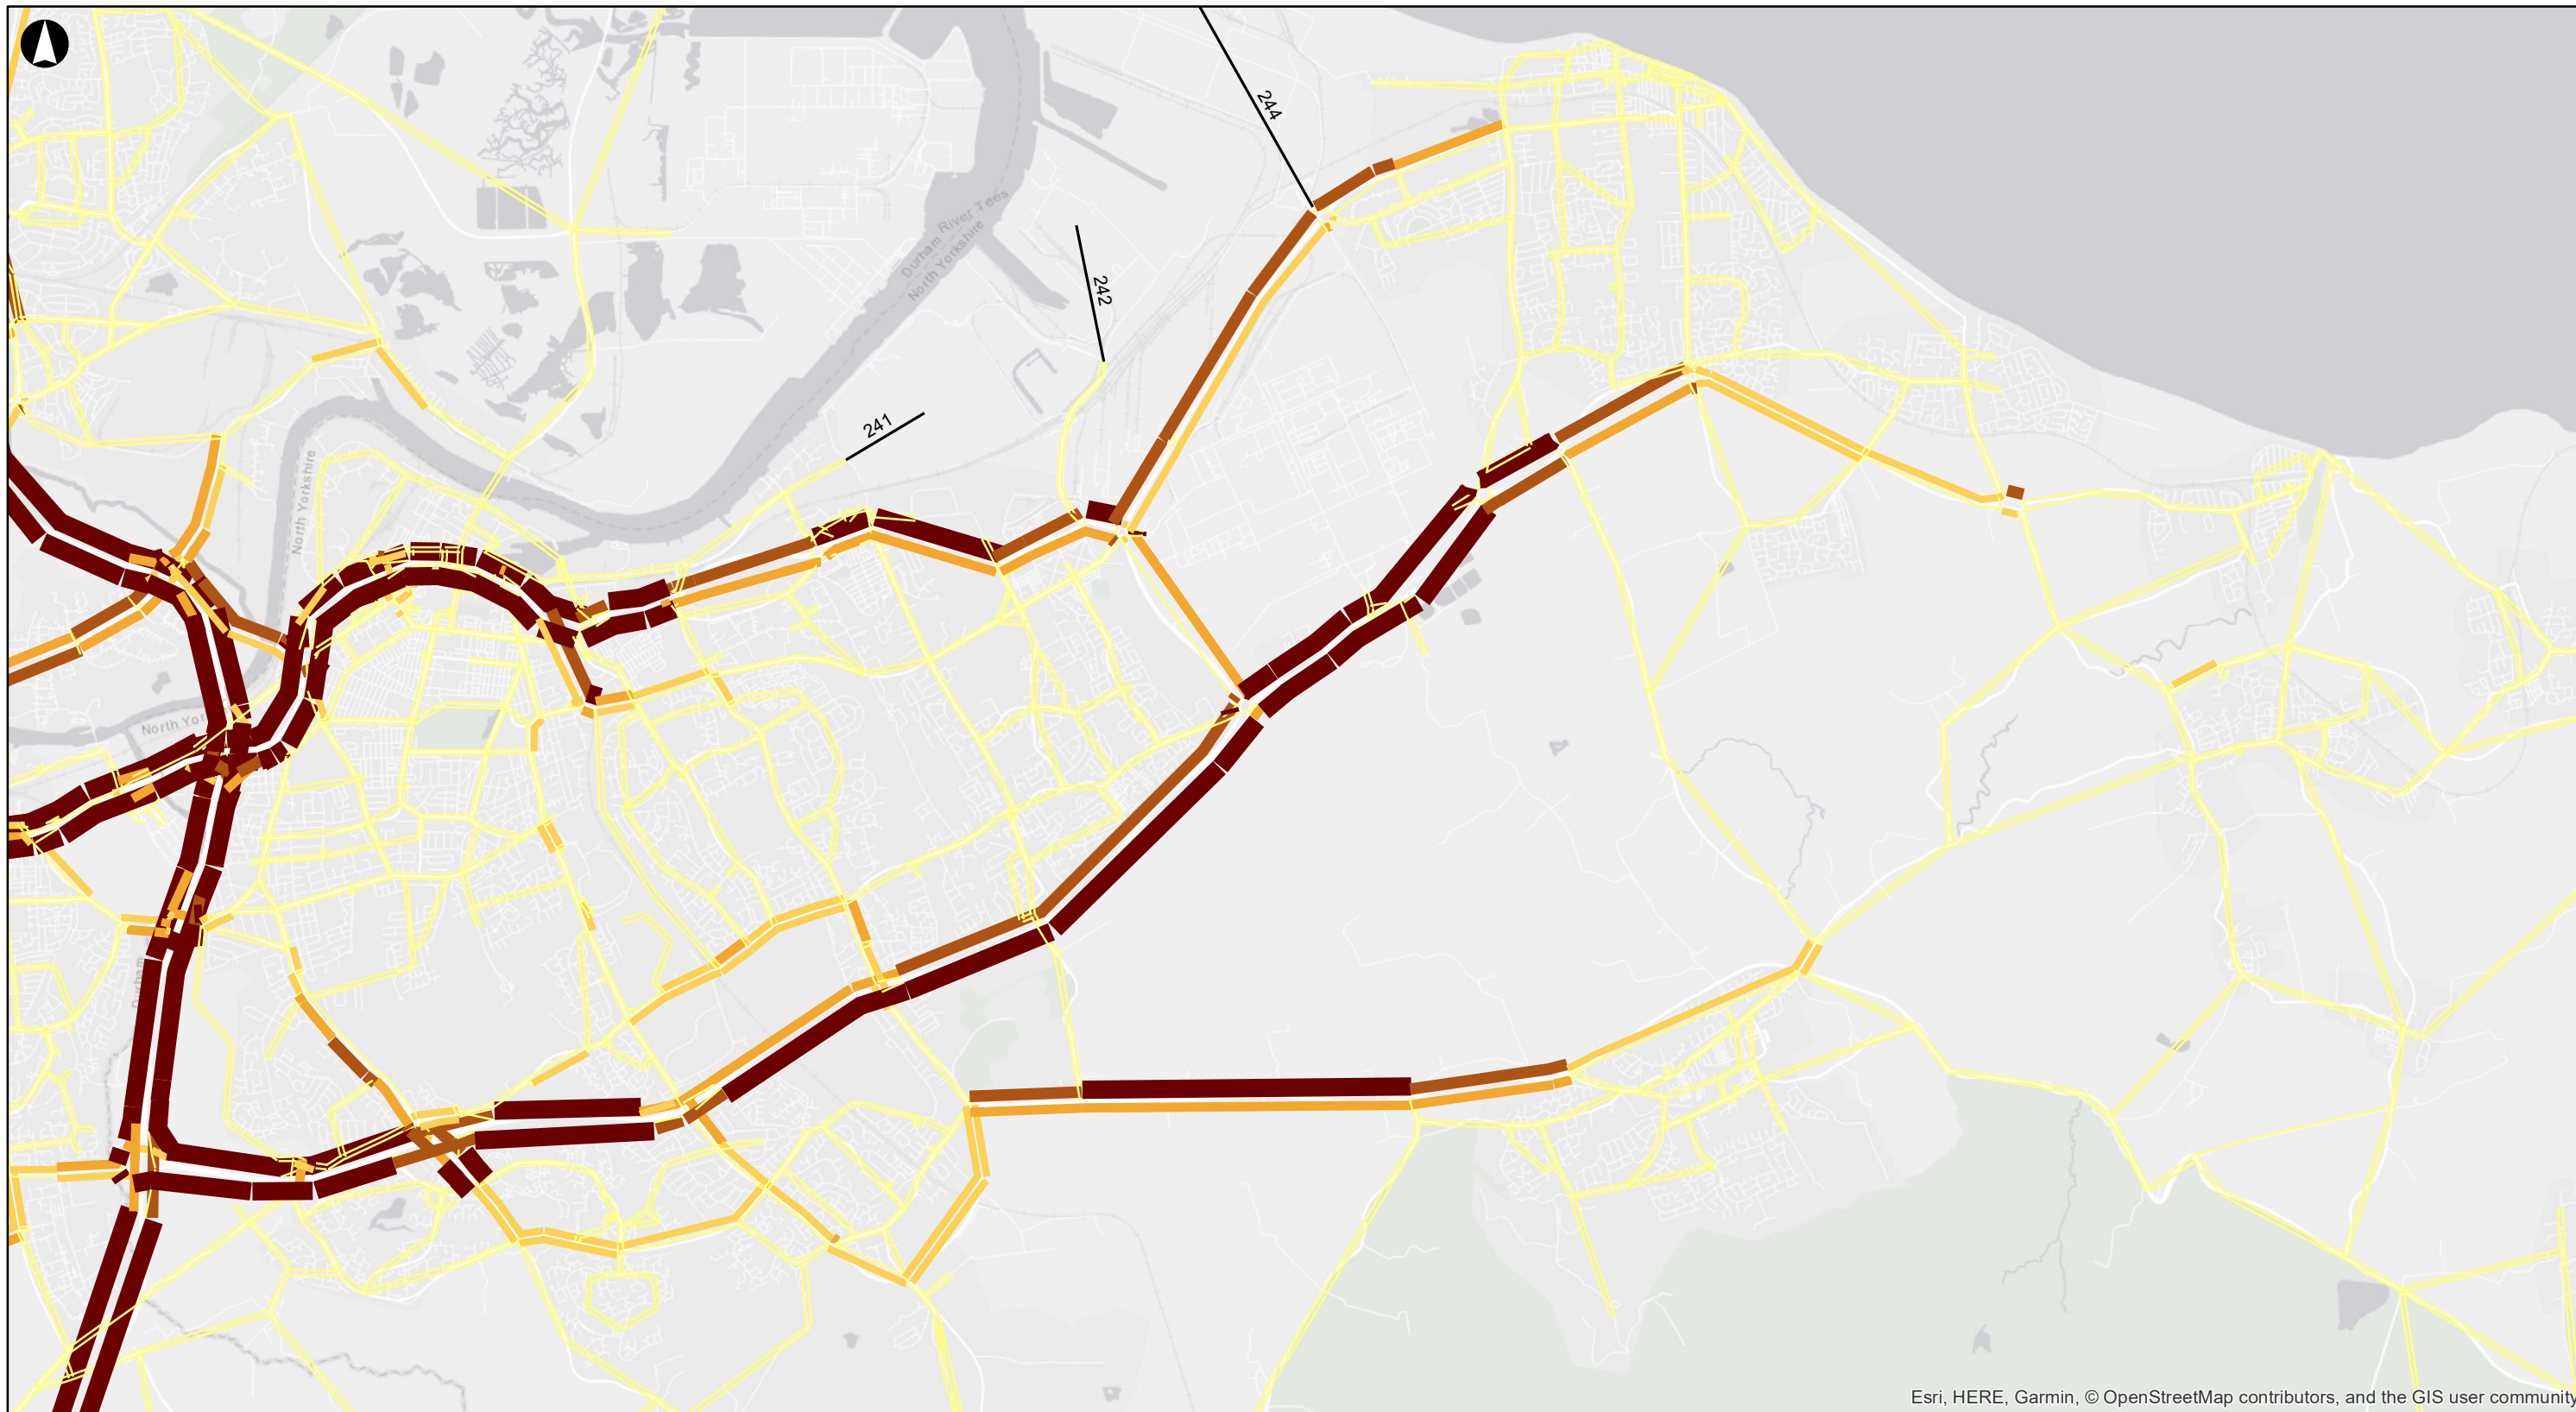 244
Durham River Tees
North Yorkshire
242
241
North Yorkshire
North Yor
Durham
Esri, HERE, Garmin, © OpenStreetMap contributors, and the GIS user community